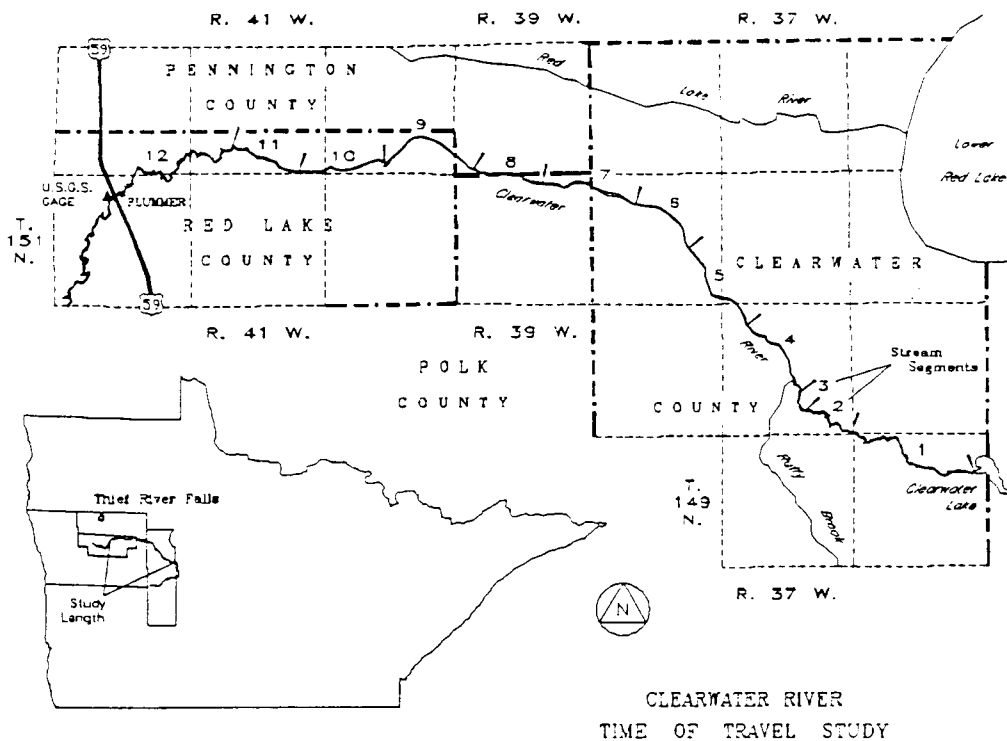 R. 41 W.
R. 39 W.
R. 37 W.
59
PENNINGTON
COUNTY
Red
Lake
River
Lower
Red Lake
9
12
11
10
8
7
U.S.G.S.
GAGE
PLUMMER
Clearwater
6
T.
151
N.
RED LAKE
COUNTY
CLEARWATER
5
59
R. 41 W.
R. 39 W.
River
4
Stream
Segments
POLK
COUNTY
3
COUNTY
2
1
Ruffy
Brook
Clearwater
Lake
T.
149
N.
Thief River Falls
Study
Length
N
R. 37 W.
CLEARWATER RIVER
TIME OF TRAVEL STUDY